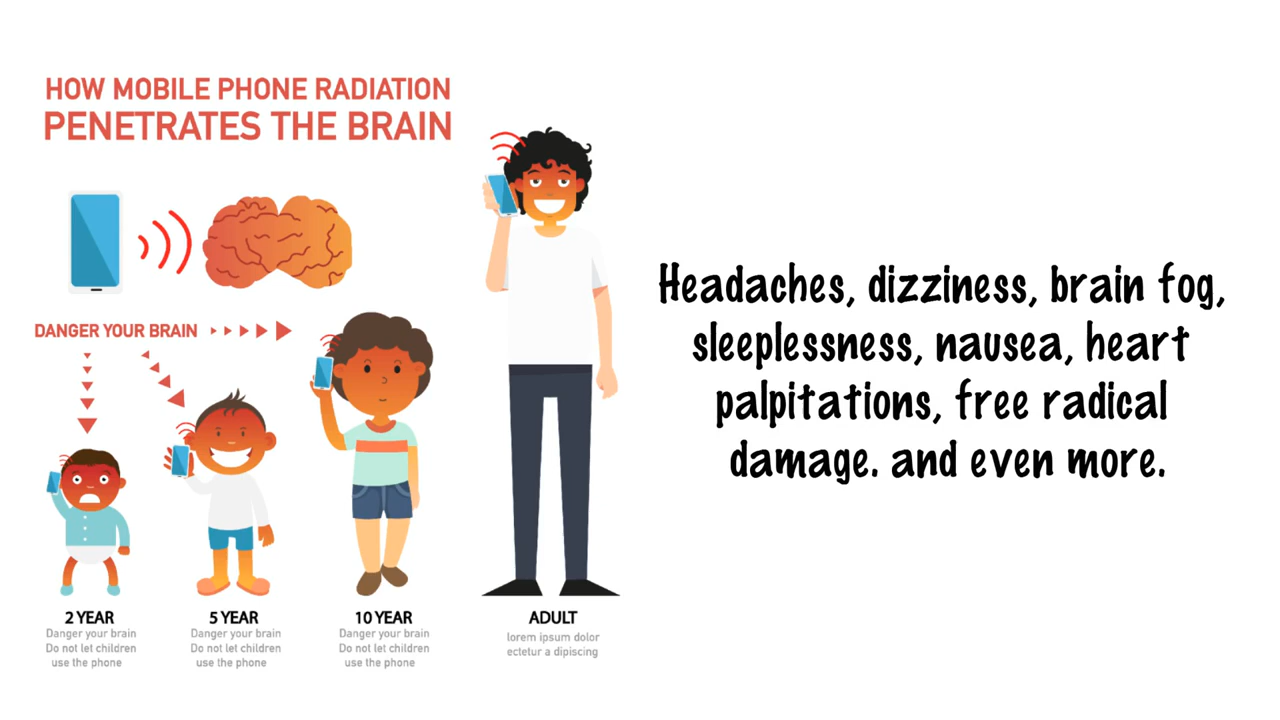 HOW MOBILE PHONE RADIATION
PENETRATES THE BRAIN
DANGER YOUR BRAIN
2 YEAR
Danger your brain
Do not let children
use the phone
5 YEAR
Danger your brain
Do not let children
use the phone
10 YEAR
Danger your brain
Do not let children
use the phone
ADULT
lorem ipsum dolor
ectetur a dipiscing
Headaches, dizziness, brain fog,
sleeplessness, nausea, heart
palpitations, free radical
damage. and even more.